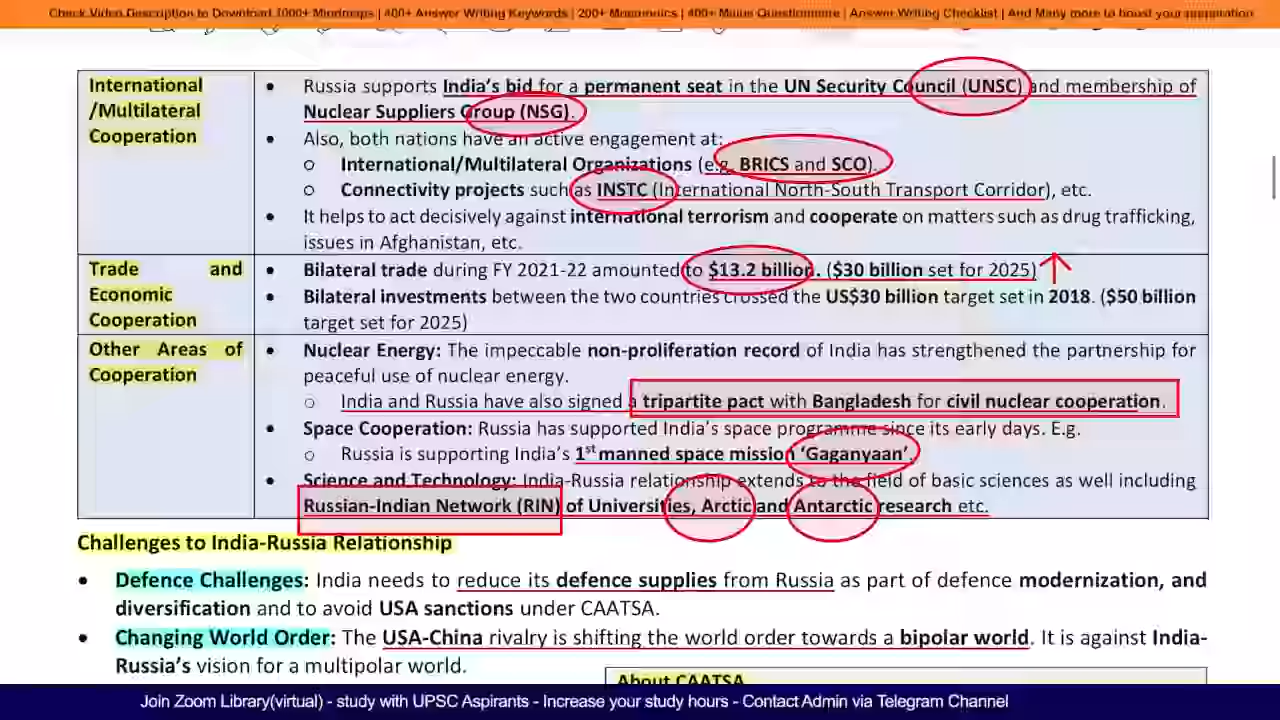 Check Video Description to Download 1000+ Mindmaps | 400+ Answer Writing Keywords | 200+ Mnemonics | 400+ Mains Questionnaire | Answer Writing Checklist | And Many more to boost your preparation
International
/Multilateral
Cooperation
• Russia supports India's bid for a permanent seat in the UN Security Council (UNSC) and membership of
Nuclear Suppliers Group (NSG).
• Also, both nations have an active engagement at:
o International/Multilateral Organizations (e.g. BRICS and SCO).
o Connectivity projects such as INSTC (International North-South Transport Corridor), etc.
• It helps to act decisively against international terrorism and cooperate on matters such as drug trafficking,
issues in Afghanistan, etc.
Trade and
Economic
Cooperation
• Bilateral trade during FY 2021-22 amounted to $13.2 billion. ($30 billion set for 2025)
• Bilateral investments between the two countries crossed the US$30 billion target set in 2018. ($50 billion
target set for 2025)
Other Areas of
Cooperation
• Nuclear Energy: The impeccable non-proliferation record of India has strengthened the partnership for
peaceful use of nuclear energy.
o India and Russia have also signed a tripartite pact with Bangladesh for civil nuclear cooperation.
• Space Cooperation: Russia has supported India's space programme since its early days. E.g.
o Russia is supporting India's 1st manned space mission 'Gaganyaan'.
• Science and Technology: India-Russia relationship extends to the field of basic sciences as well including
Russian-Indian Network (RIN) of Universities, Arctic and Antarctic research etc.
Challenges to India-Russia Relationship
• Defence Challenges: India needs to reduce its defence supplies from Russia as part of defence modernization, and
diversification and to avoid USA sanctions under CAATSA.
• Changing World Order: The USA-China rivalry is shifting the world order towards a bipolar world. It is against India-
Russia's vision for a multipolar world.
About CAATSA
Join Zoom Library(virtual) - study with UPSC Aspirants - Increase your study hours - Contact Admin via Telegram Channel